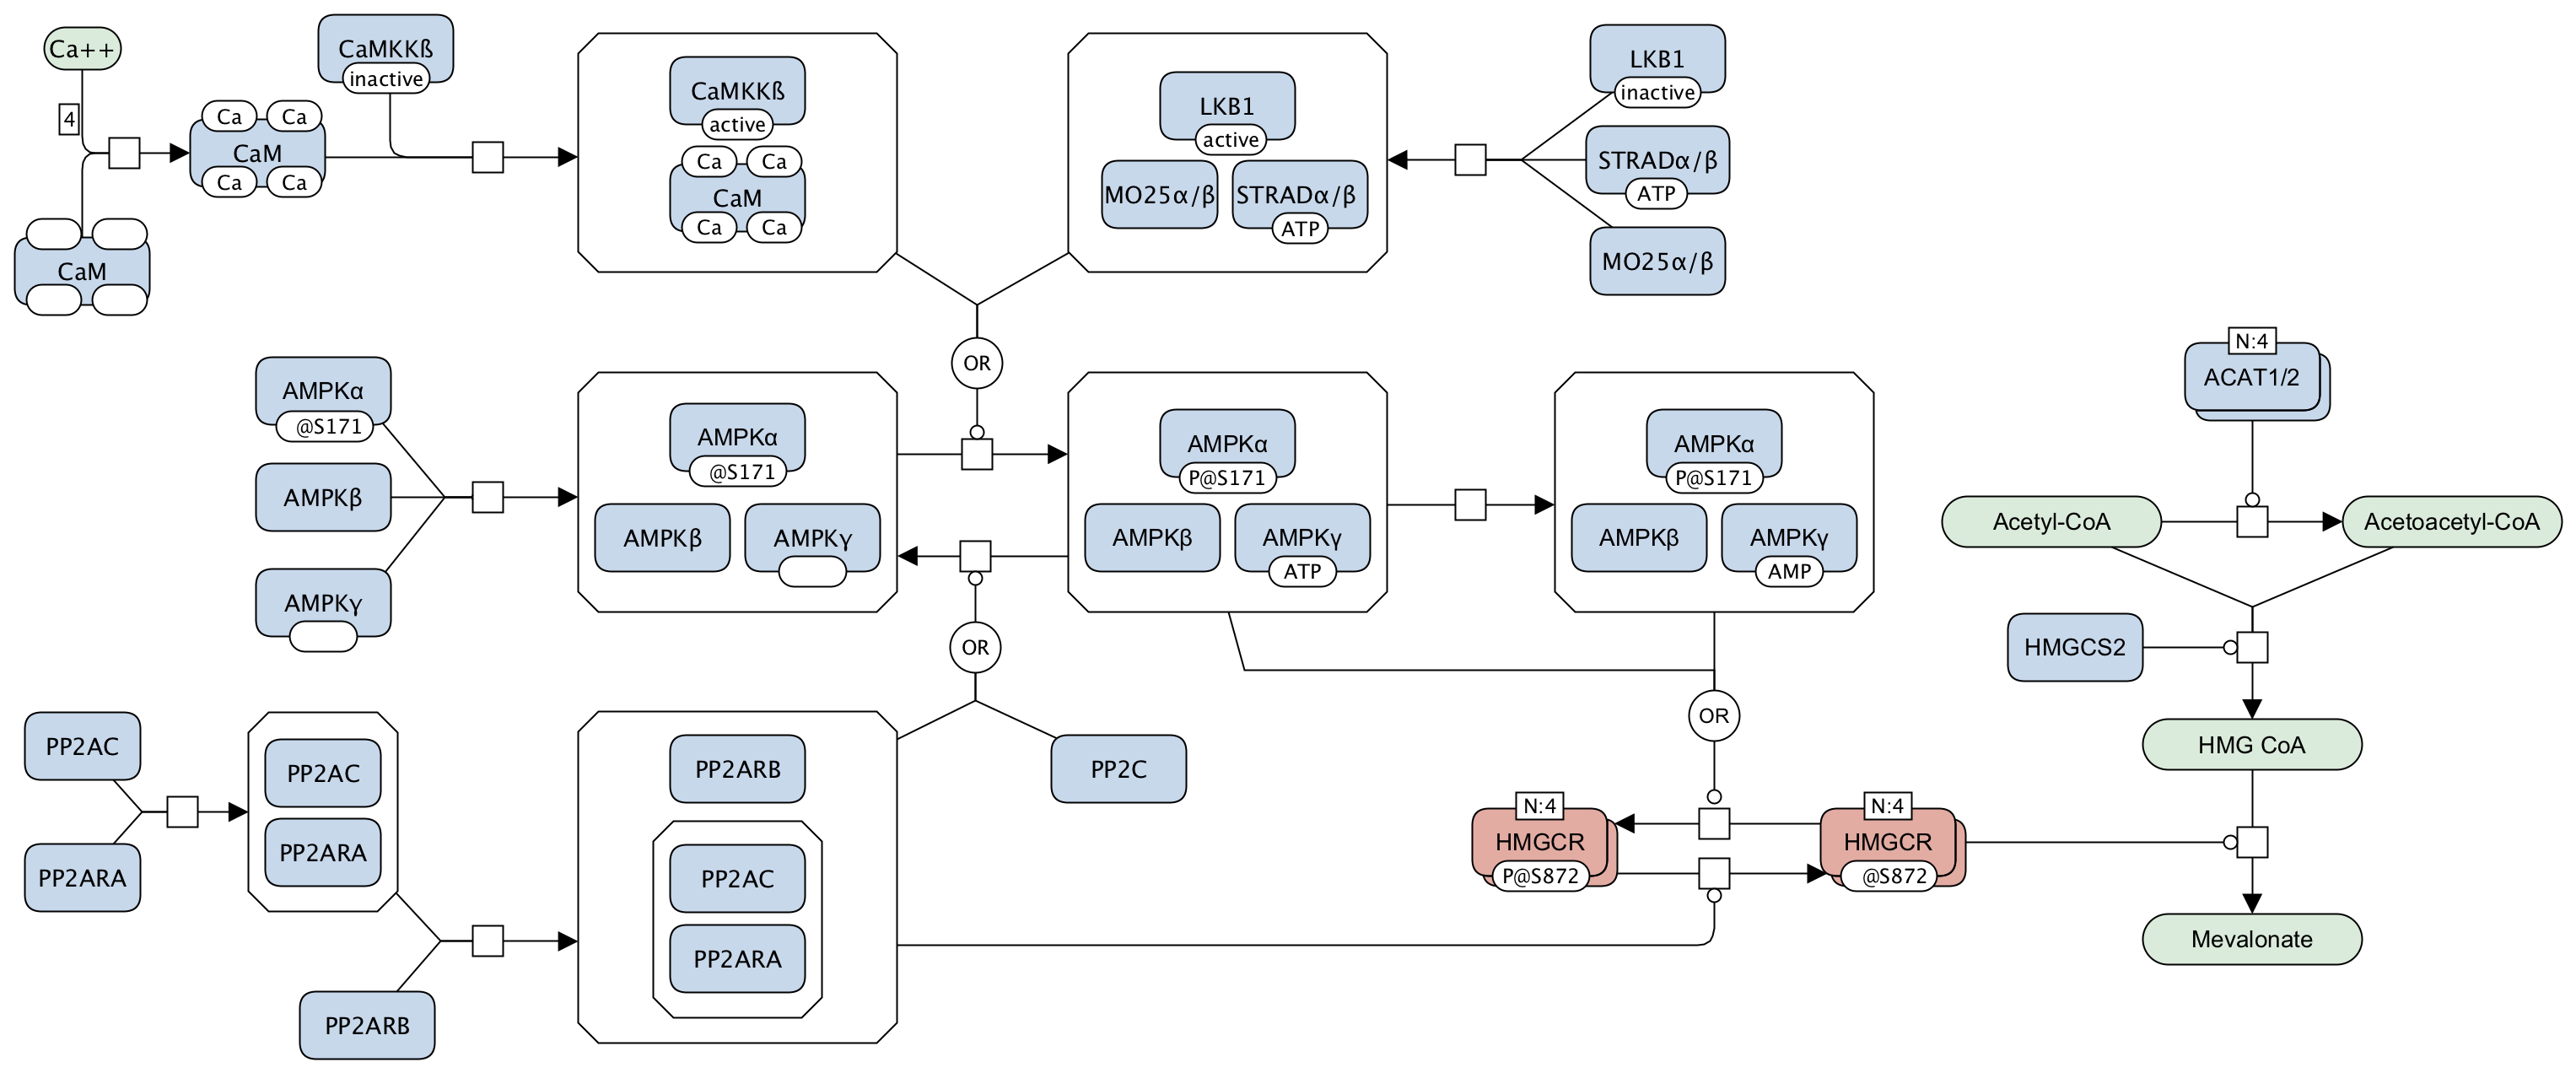 Ca++
4
CaM
CaMKKß
inactive
Ca
Ca
CaM
Ca
Ca
CaMKKß
active
Ca
Ca
CaM
Ca
Ca
LKB1
active
MO25α/β
STRADα/β
ATP
LKB1
inactive
STRADα/β
ATP
MO25α/β
OR
AMPKα
@S171
AMPKβ
AMPKγ
AMPKα
@S171
AMPKβ
AMPKγ
AMPKα
P@S171
AMPKβ
AMPKγ
ATP
AMPKα
P@S171
AMPKβ
AMPKγ
AMP
OR
OR
PP2AC
PP2ARA
PP2AC
PP2ARA
PP2ARB
PP2ARB
PP2AC
PP2ARA
PP2C
N:4
HMGCR
P@S872
N:4
HMGCR
@S872
N:4
ACAT1/2
Acetyl-CoA
Acetoacetyl-CoA
HMGCS2
HMG CoA
Mevalonate